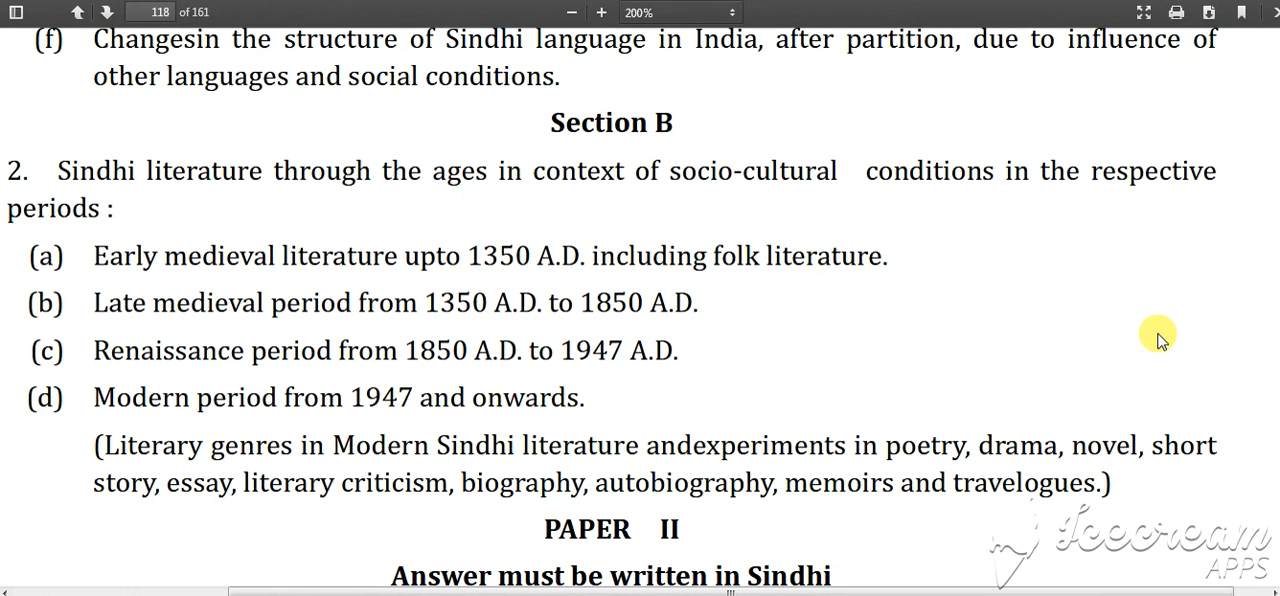 118 of 161
200%
(f) Changesin the structure of Sindhi language in India, after partition, due to influence of
other languages and social conditions.
Section B
2. Sindhi literature through the ages in context of socio-cultural conditions in the respective
periods :
(a) Early medieval literature upto 1350 A.D. including folk literature.
(b) Late medieval period from 1350 A.D. to 1850 A.D.
(c) Renaissance period from 1850 A.D. to 1947 A.D.
(d) Modern period from 1947 and onwards.
(Literary genres in Modern Sindhi literature andexperiments in poetry, drama, novel, short
story, essay, literary criticism, biography, autobiography, memoirs and travelogues.)
PAPER II
Icecream
APPS
Answer must be written in Sindhi